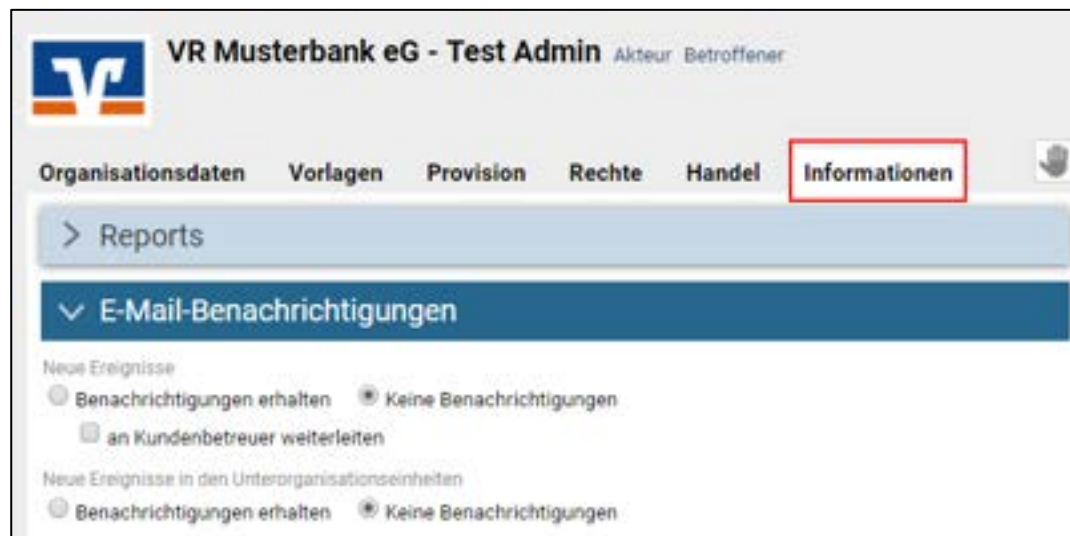 VR Musterbank eG - Test Admin Akteur Betroffener
Organisationsdaten Vorlagen Provision Rechte Handel Informationen
Reports
E-Mail-Benachrichtigungen
Neue Ereignisse
Benachrichtigungen erhalten Keine Benachrichtigungen
an Kundenbetreuer weiterleiten
Neue Ereignisse in den Unterorganisationseinheiten
Benachrichtigungen erhalten Keine Benachrichtigungen